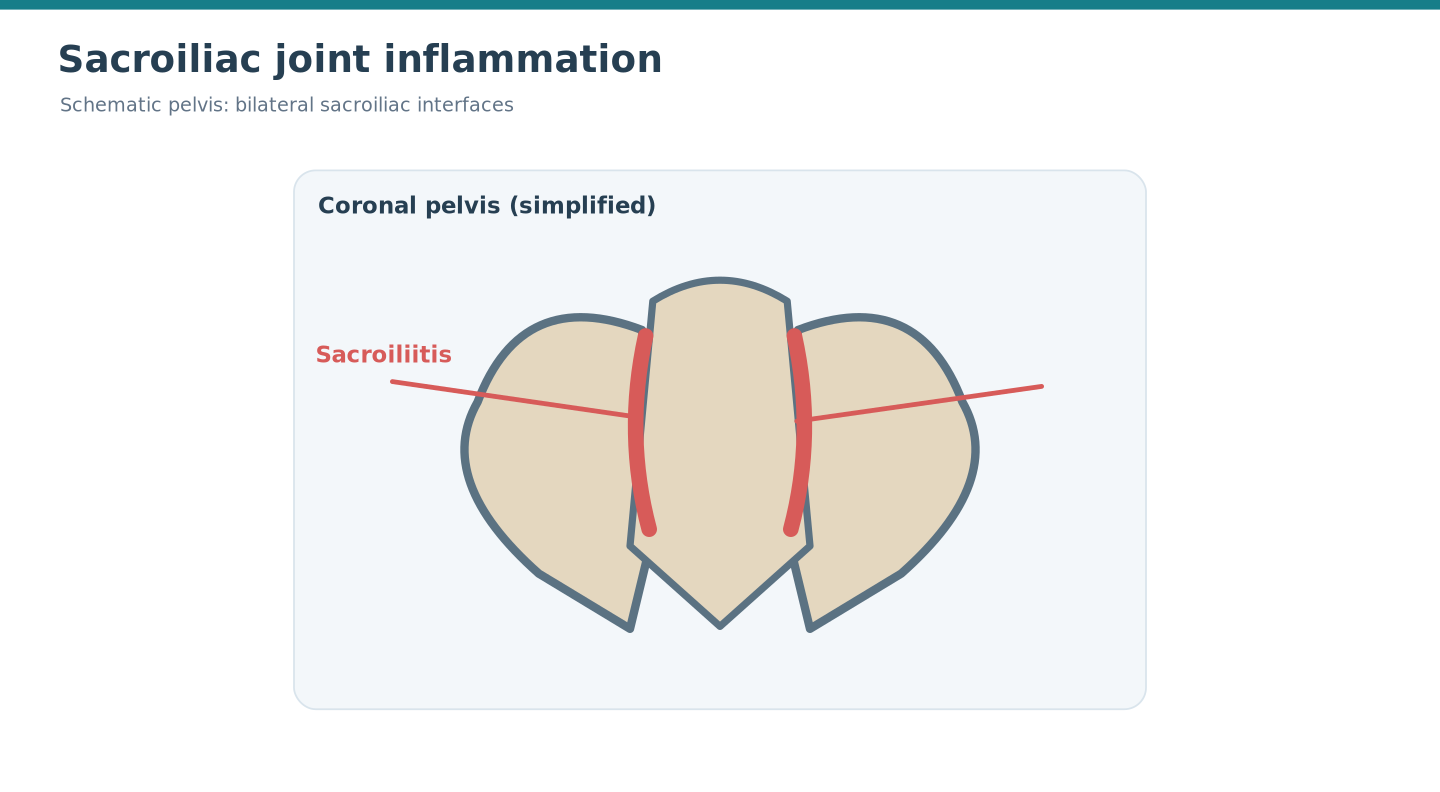 Sacroiliac joint inflammation
Schematic pelvis: bilateral sacroiliac interfaces
Coronal pelvis (simplified)
Sacroiliitis